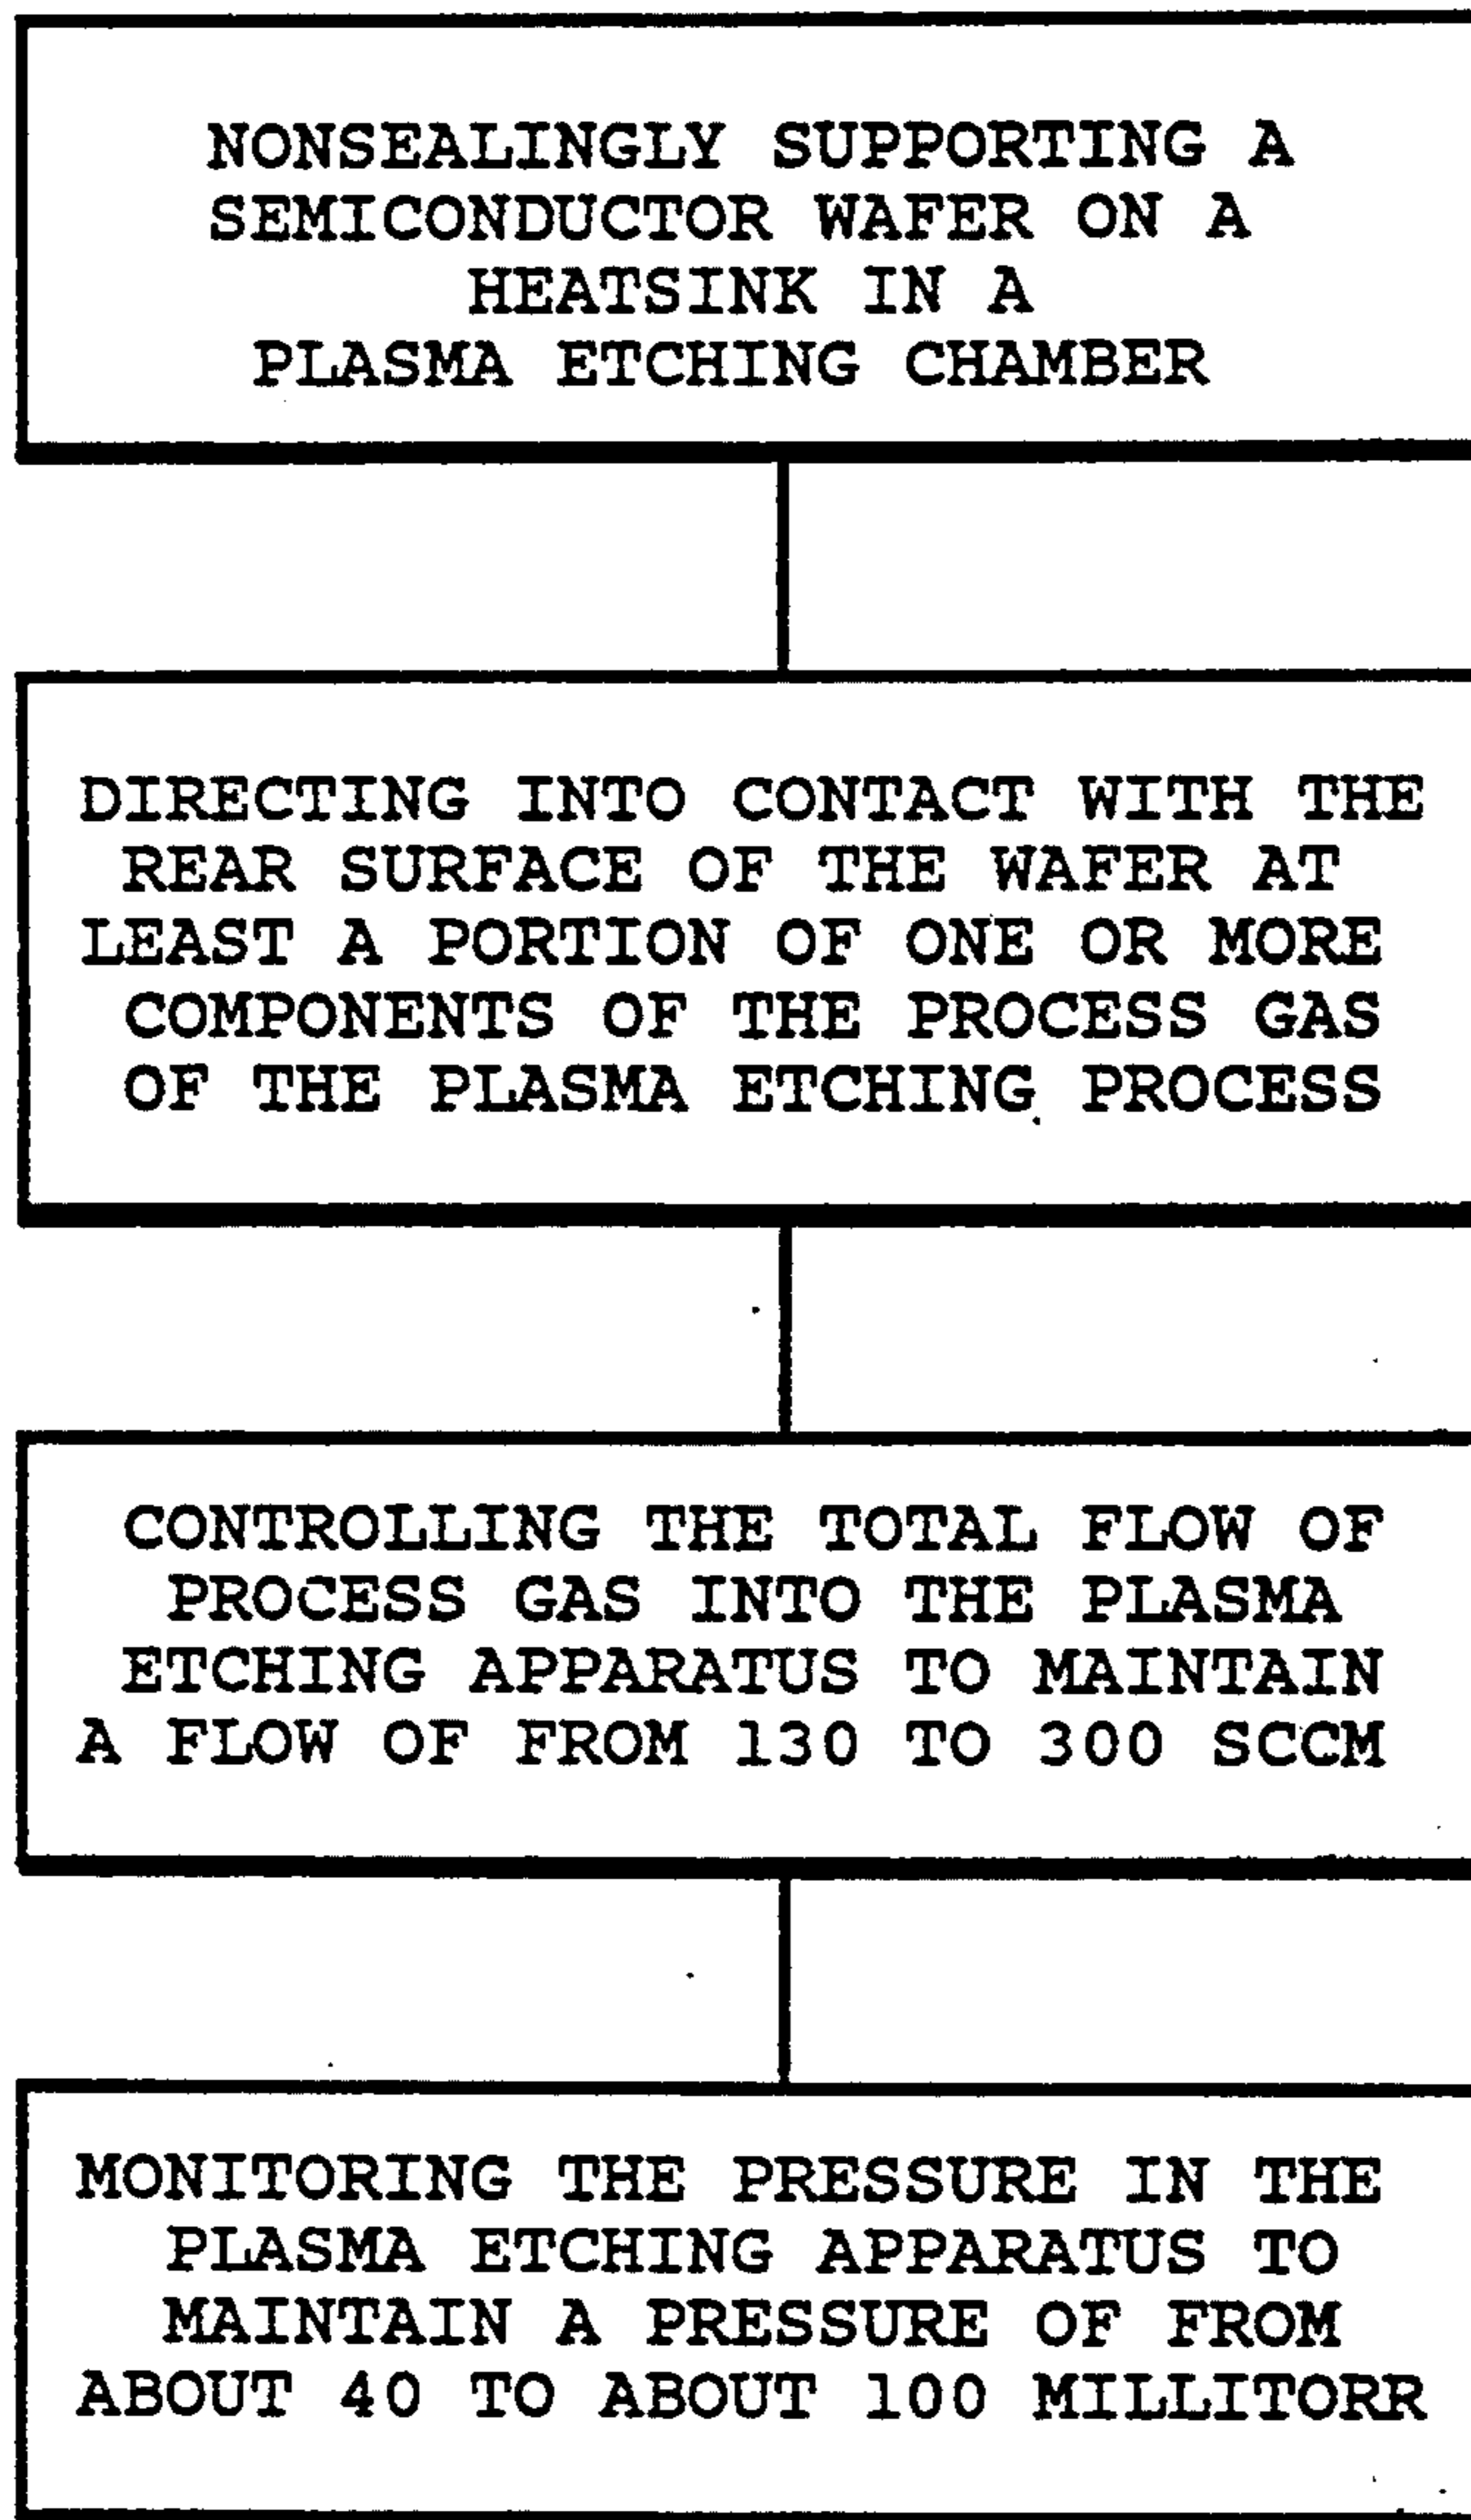 NONSEALINGLY SUPPORTING A
SEMICONDUCTOR WAFER ON A
HEATSINK IN A
PLASMA ETCHING CHAMBER
DIRECTING INTO CONTACT WITH THE
REAR SURFACE OF THE WAFER AT
LEAST A PORTION OF ONE OR MORE
COMPONENTS OF THE PROCESS GAS
OF THE PLASMA ETCHING PROCESS
CONTROLLING THE TOTAL FLOW OF
PROCESS GAS INTO THE PLASMA
ETCHING APPARATUS TO MAINTAIN
A FLOW OF FROM 130 TO 300 SCCM
MONITORING THE PRESSURE IN THE
PLASMA ETCHING APPARATUS TO
MAINTAIN A PRESSURE OF FROM
ABOUT 40 TO ABOUT 100 MILLITORR